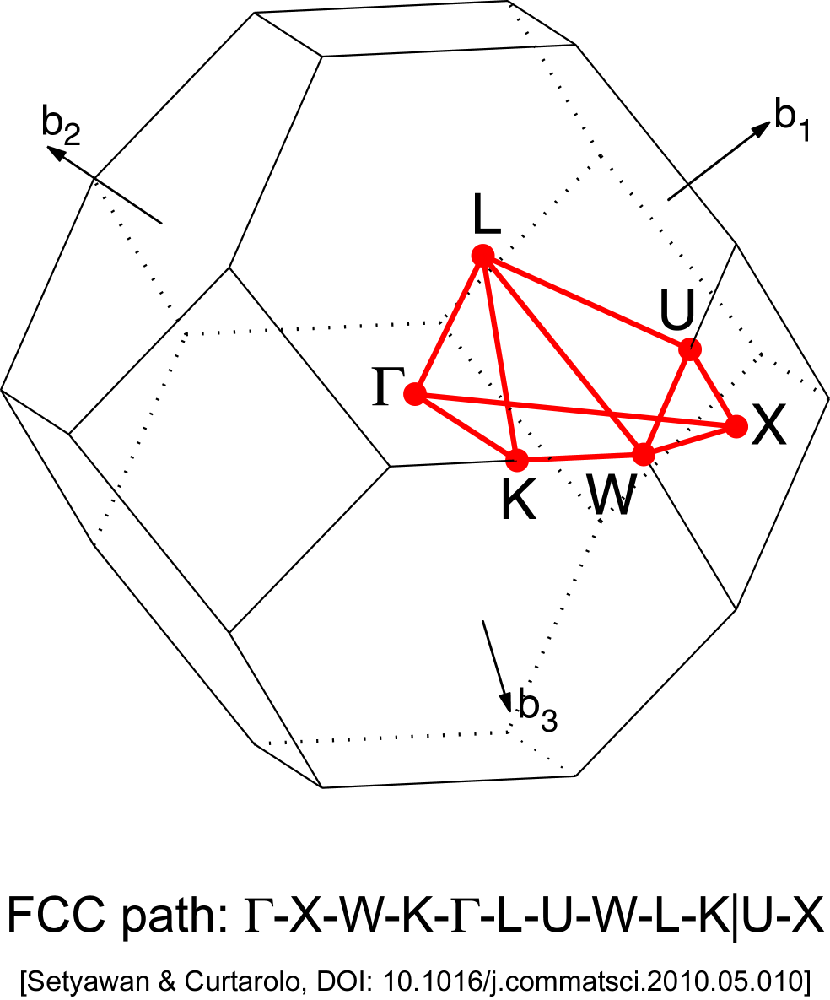 b2
b1
L
U
Γ
X
K
W
b3
FCC path: Γ-X-W-K-Γ-L-U-W-L-K|U-X
[Setyawan & Curtarolo, DOI: 10.1016/j.commatsci.2010.05.010]